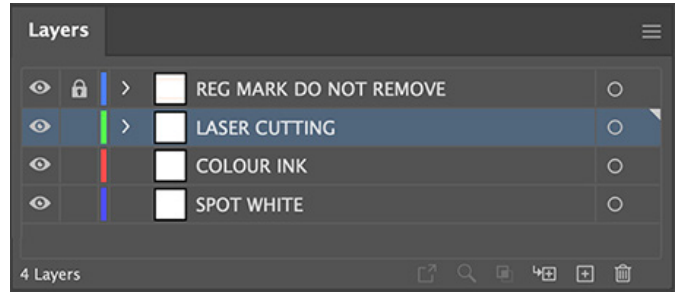 Layers
REG MARK DO NOT REMOVE
LASER CUTTING
COLOUR INK
SPOT WHITE
4 Layers